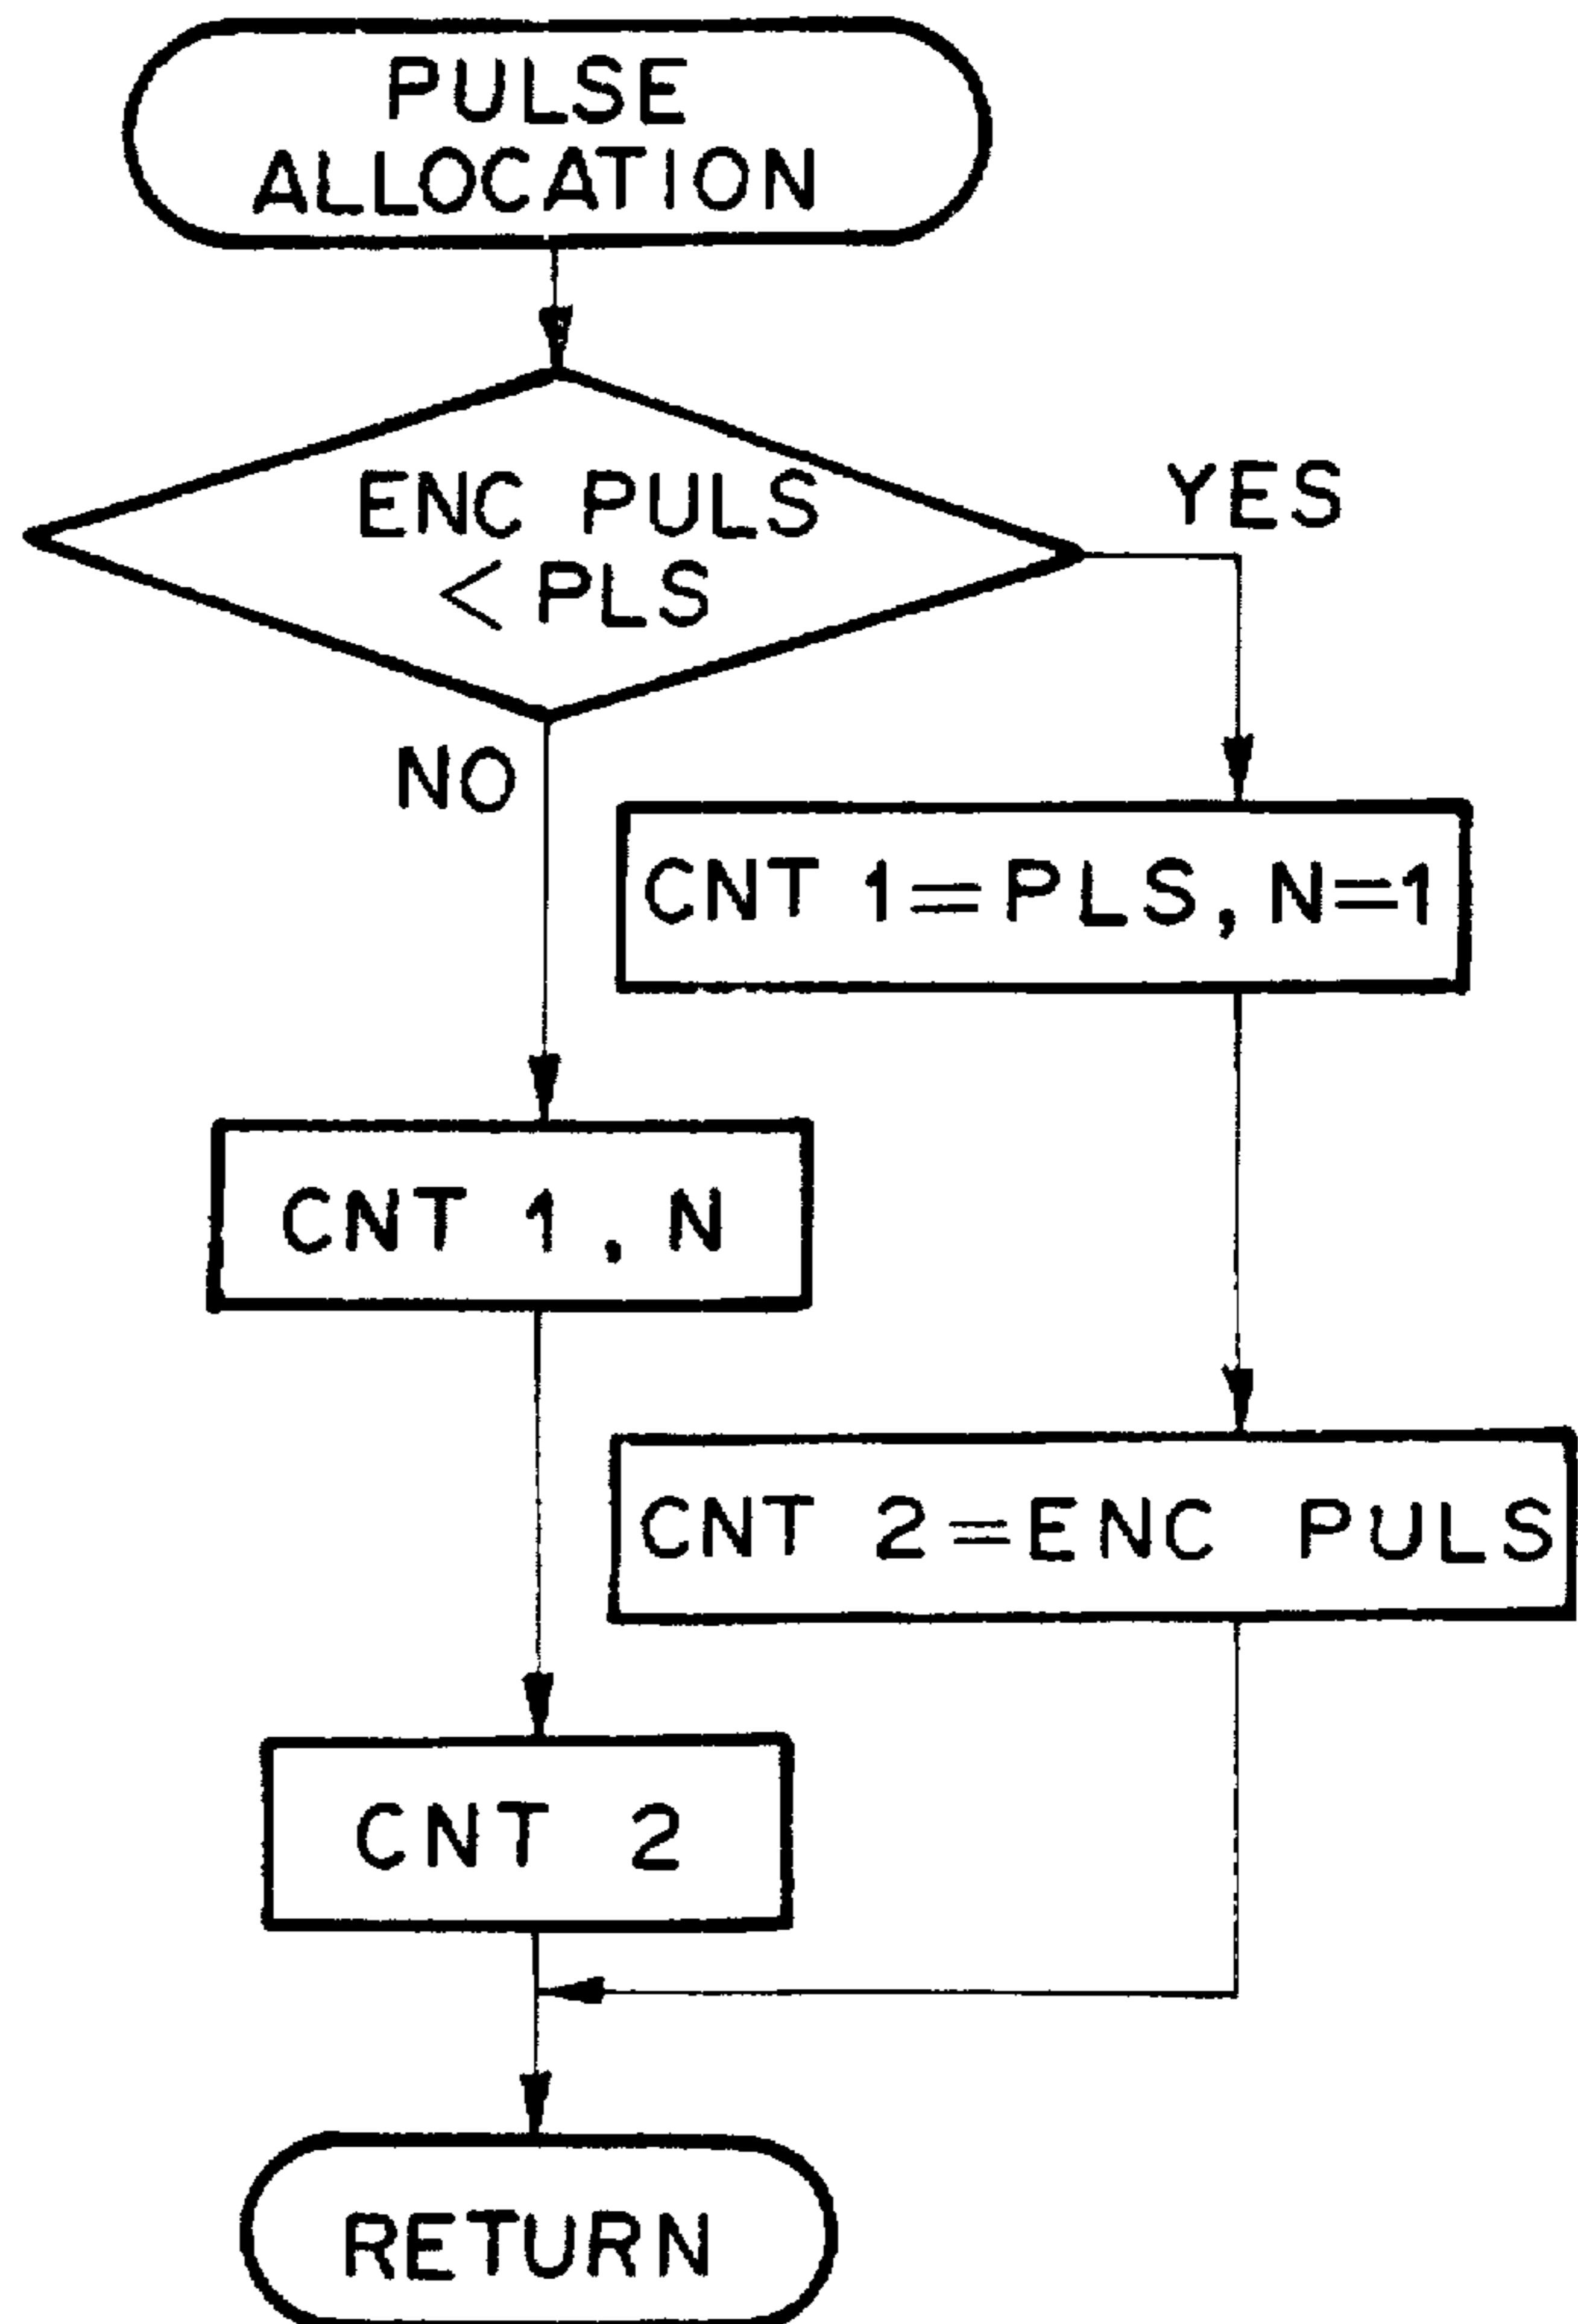 PULSE
ALLOCATION
ENC PULS
< PLS
YES
NO
CNT 1=PLS, N=1
CNT 1, N
CNT 2=ENC PULS
CNT 2
RETURN